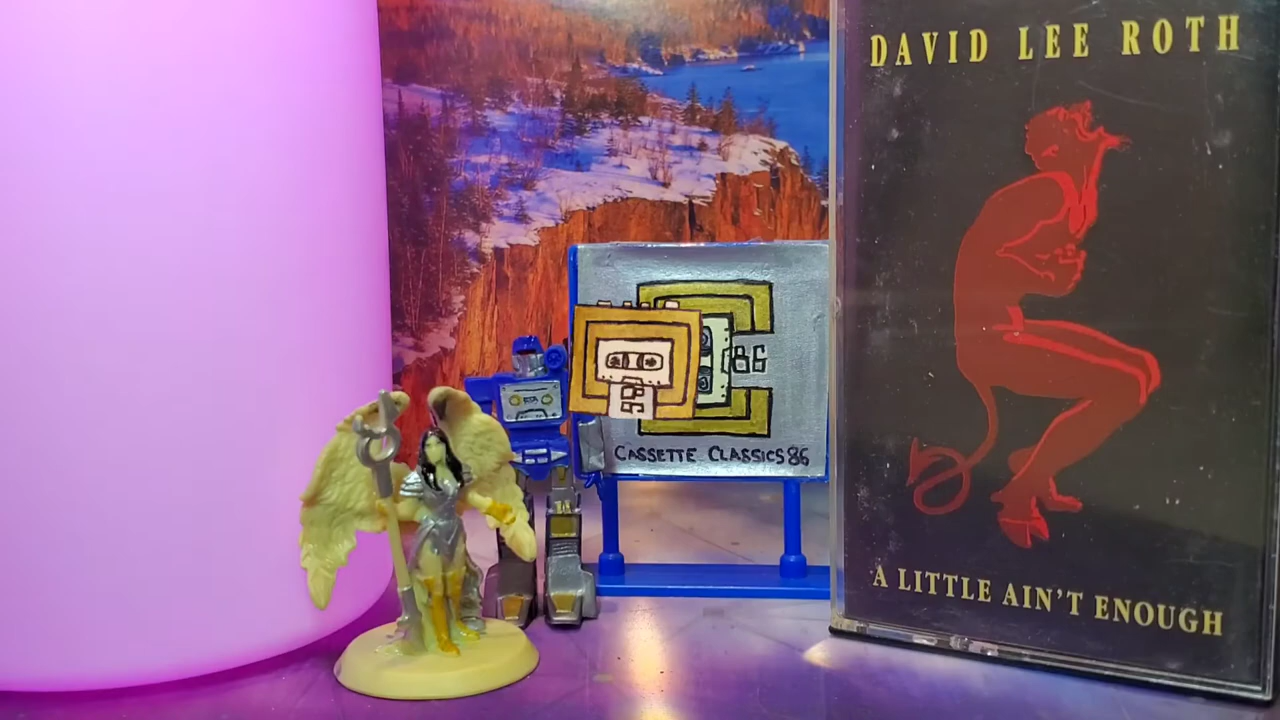 DAVID LEE ROTH
86
CASSETTE CLASSICS 86
A LITTLE AIN'T ENOUGH